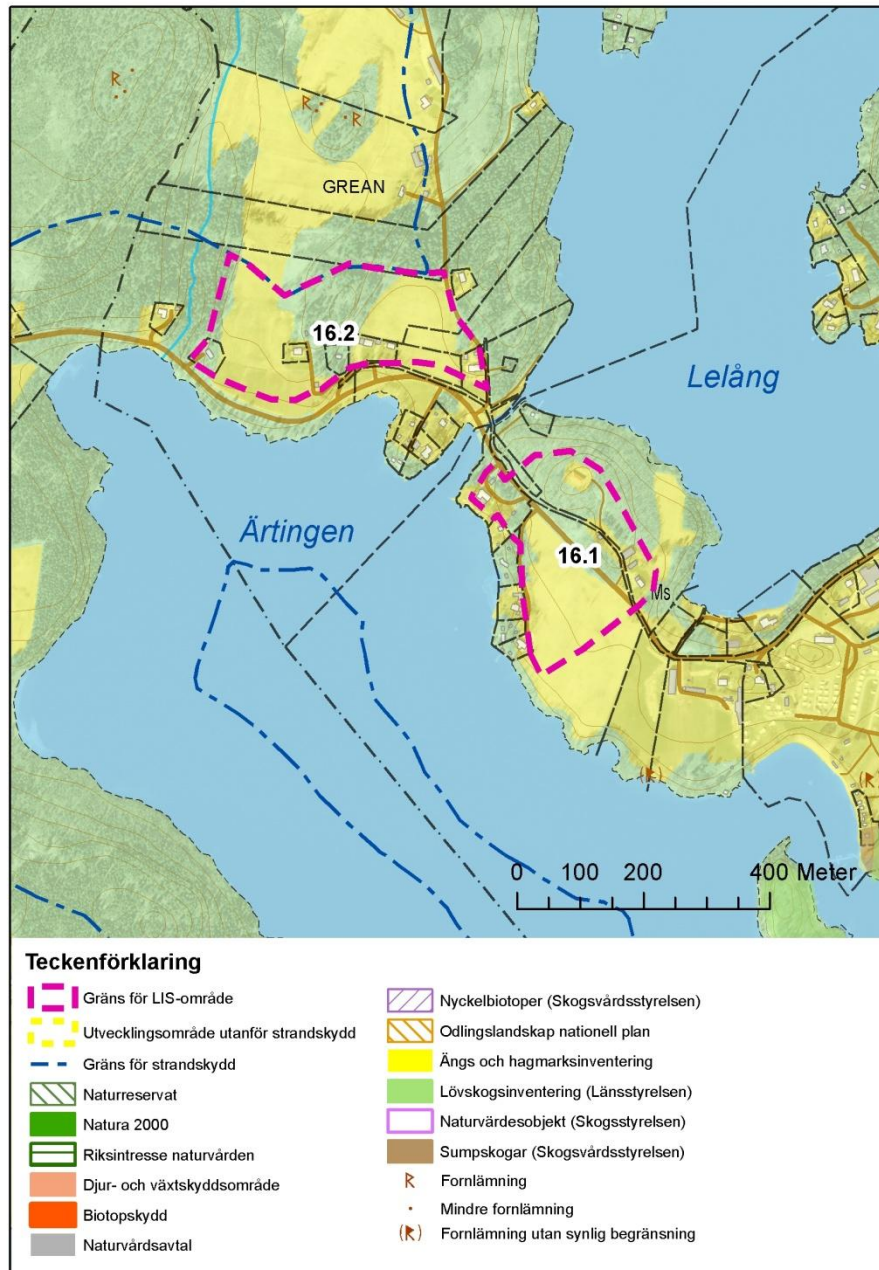 GREAN
16.2
Lelång
Ärtingen
16.1
Ms
0 100 200 400 Meter
Teckenförklaring
Gräns för LIS-område
Utvecklingsområde utanför strandskydd
Gräns för strandskydd
Naturreservat
Natura 2000
Riksintresse naturvården
Djur- och växtskyddsområde
Biotopskydd
Naturvårdsavtal
Nyckelbiotoper (Skogsvårdsstyrelsen)
Odlingslandskap nationell plan
Ängs och hagmarksinventering
Lövskogsinventering (Länsstyrelsen)
Naturvärdesobjekt (Skogsstyrelsen)
Sumpskogar (Skogsvårdsstyrelsen)
Fornlämning
Mindre fornlämning
Fornlämning utan synlig begränsning